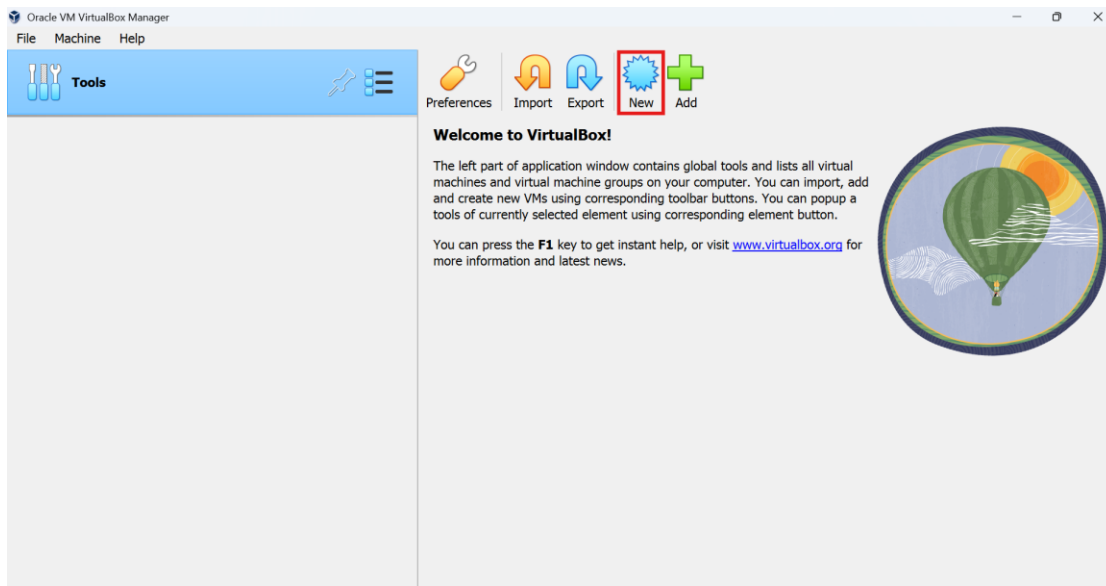 Oracle VM VirtualBox Manager
File Machine Help
Tools
Preferences Import Export New Add
Welcome to VirtualBox!
The left part of application window contains global tools and lists all virtual
machines and virtual machine groups on your computer. You can import, add
and create new VMs using corresponding toolbar buttons. You can popup a
tools of currently selected element using corresponding element button.
You can press the F1 key to get instant help, or visit www.virtualbox.org for
more information and latest news.